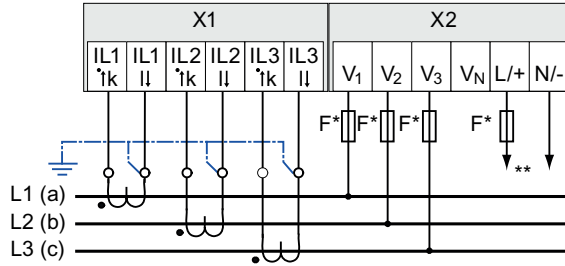 X1 X2
IL1 IL1 IL2 IL2 IL3 IL3
↑k l↓ ↑k l↓ ↑k l↓ V1 V2 V3 VN L/+ N/-
F* F* F* F*
**
L1 (a)
L2 (b)
L3 (c)